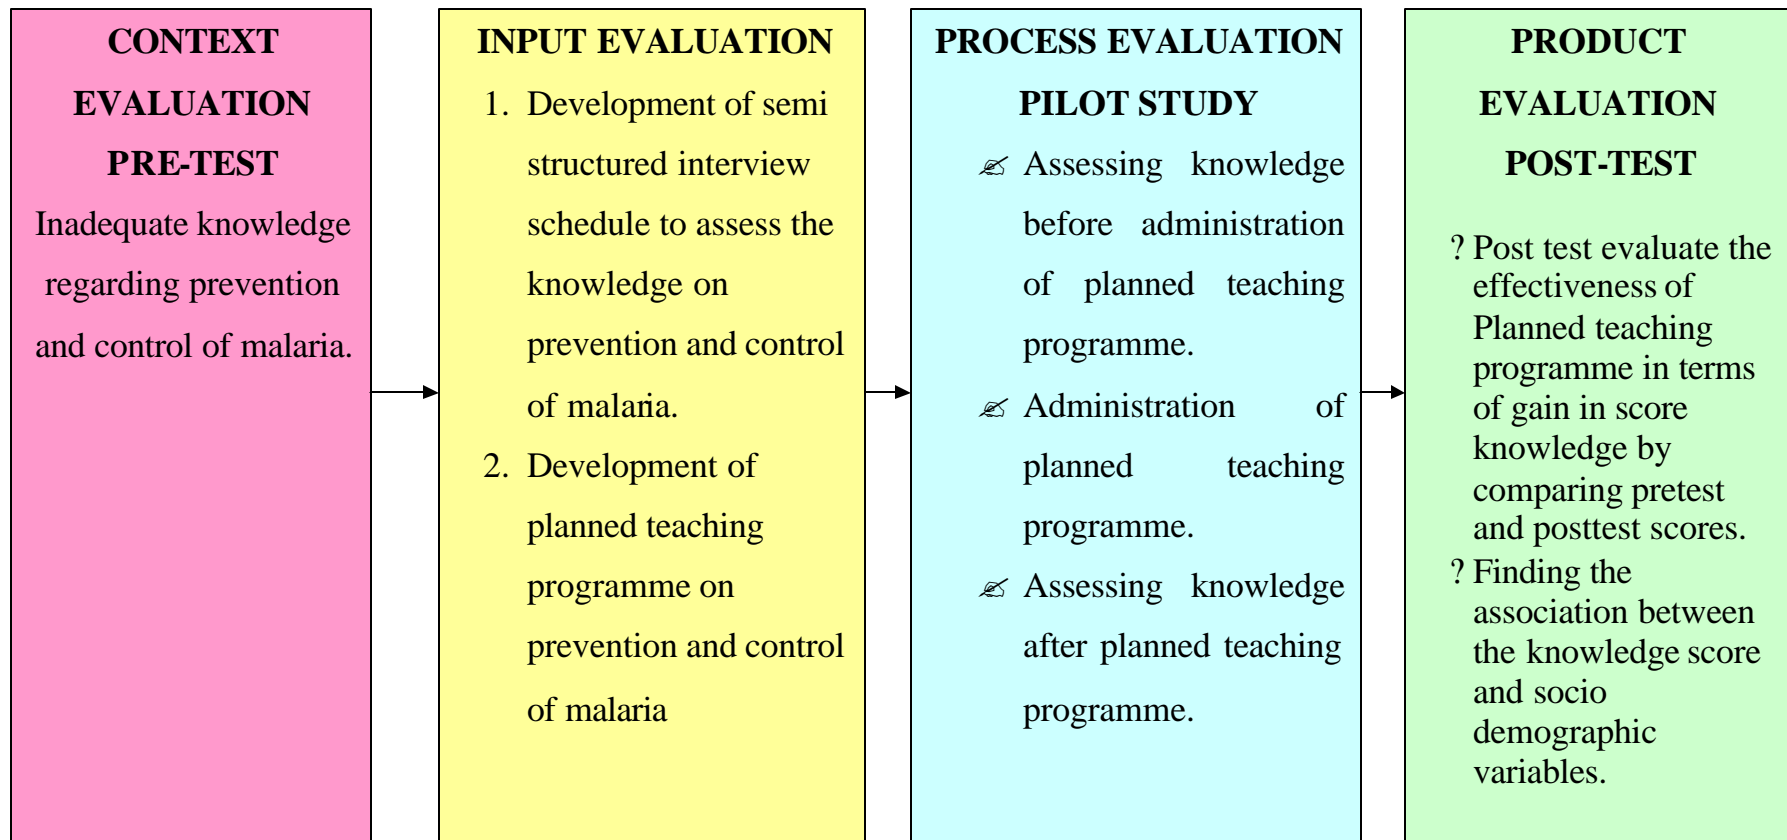 CONTEXT
EVALUATION
PRE-TEST
Inadequate knowledge
regarding prevention
and control of malaria.
INPUT EVALUATION
1. Development of semi
structured interview
schedule to assess the
knowledge on
prevention and control
of malaria.
2. Development of
planned teaching
programme on
prevention and control
of malaria
PROCESS EVALUATION
PILOT STUDY
✍ Assessing knowledge
before administration
of planned teaching
programme.
✍ Administration of
planned teaching
programme.
✍ Assessing knowledge
after planned teaching
programme.
PRODUCT
EVALUATION
POST-TEST
? Post test evaluate the
effectiveness of
Planned teaching
programme in terms
of gain in score
knowledge by
comparing pretest
and posttest scores.
? Finding the
association between
the knowledge score
and socio
demographic
variables.